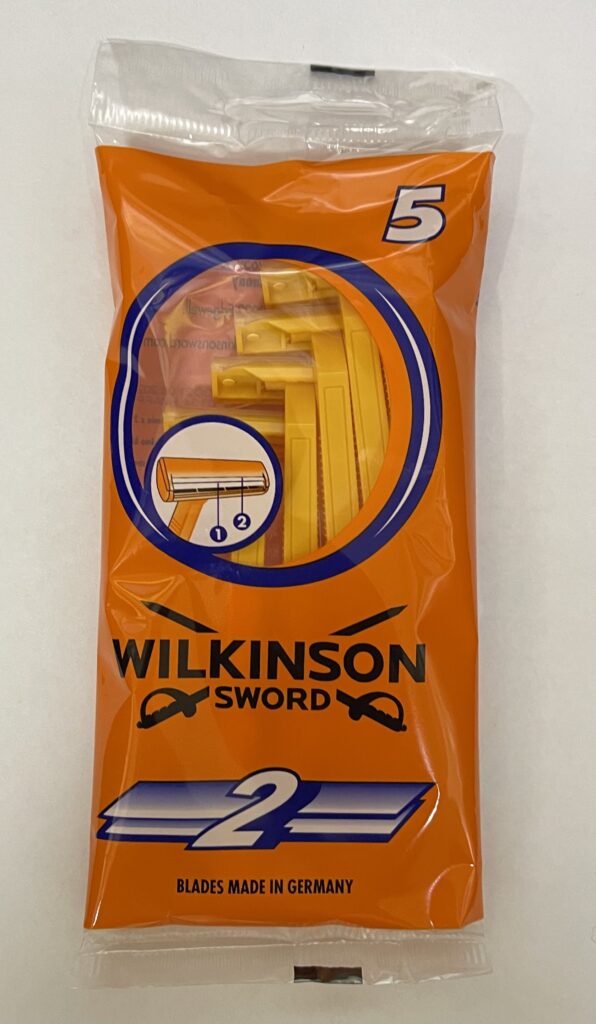 5
1 2
WILKINSON
SWORD
2
BLADES MADE IN GERMANY